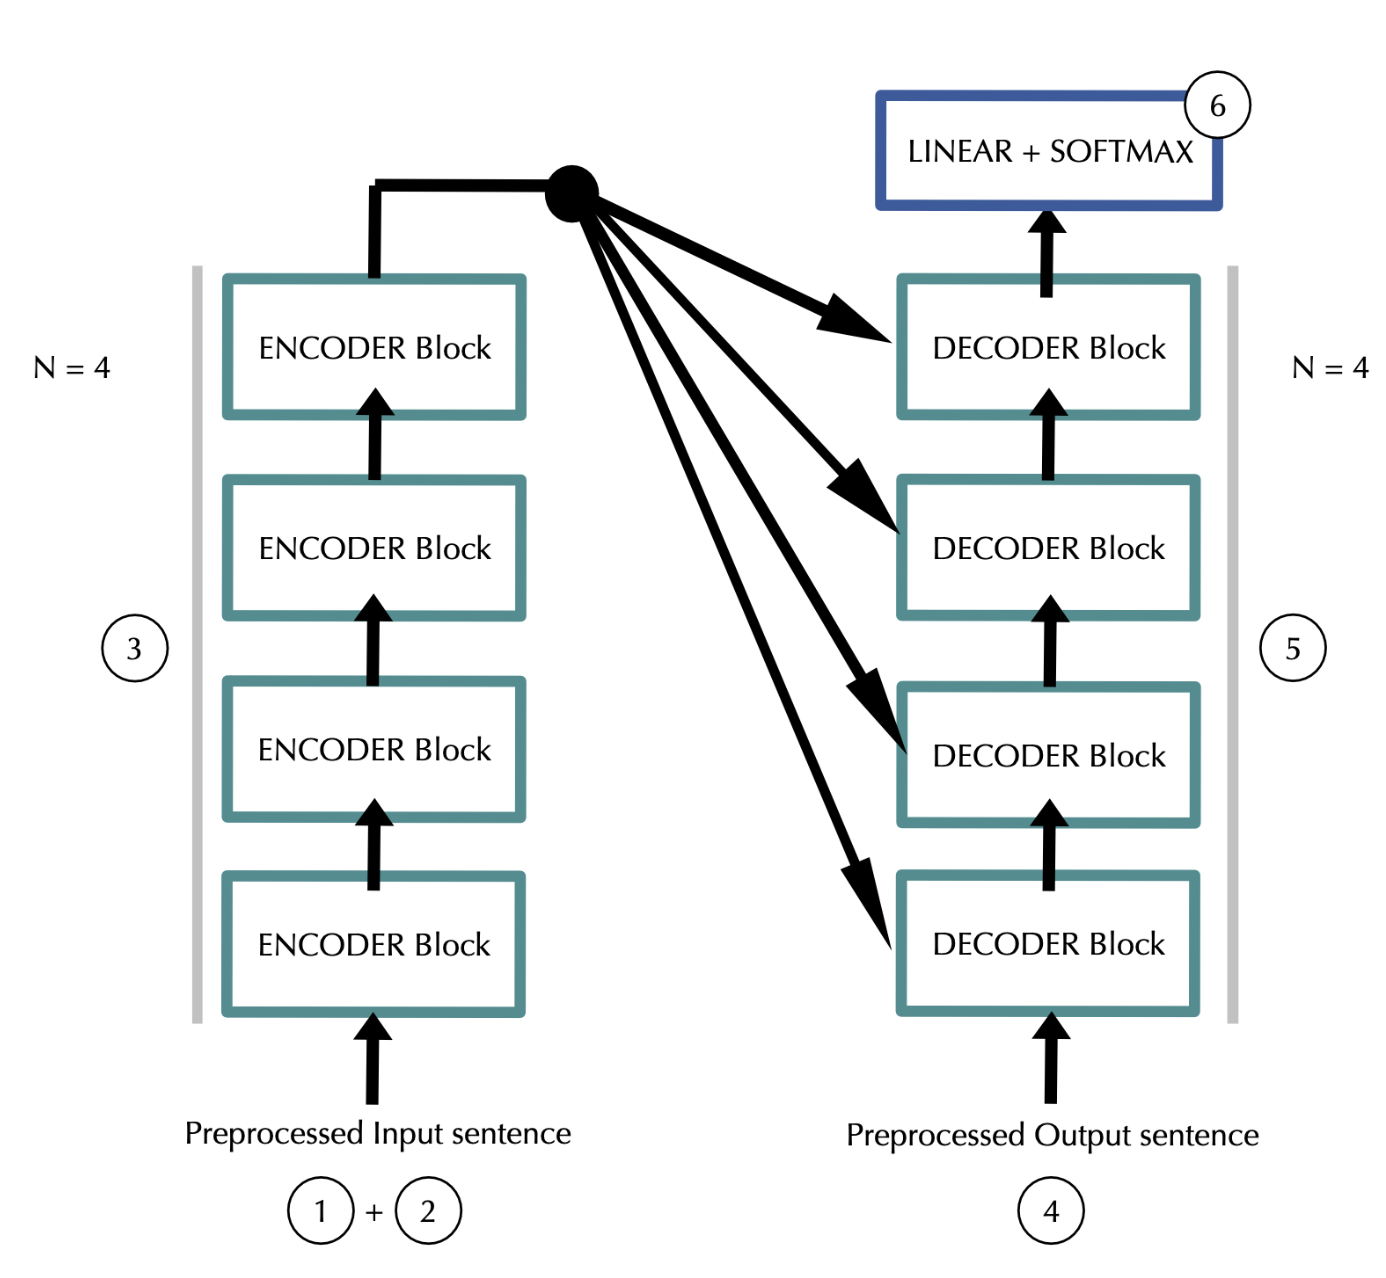 6
LINEAR + SOFTMAX
ENCODER Block
DECODER Block
N = 4
N = 4
ENCODER Block
DECODER Block
3
5
ENCODER Block
DECODER Block
ENCODER Block
DECODER Block
Preprocessed Input sentence
Preprocessed Output sentence
1 + 2
4